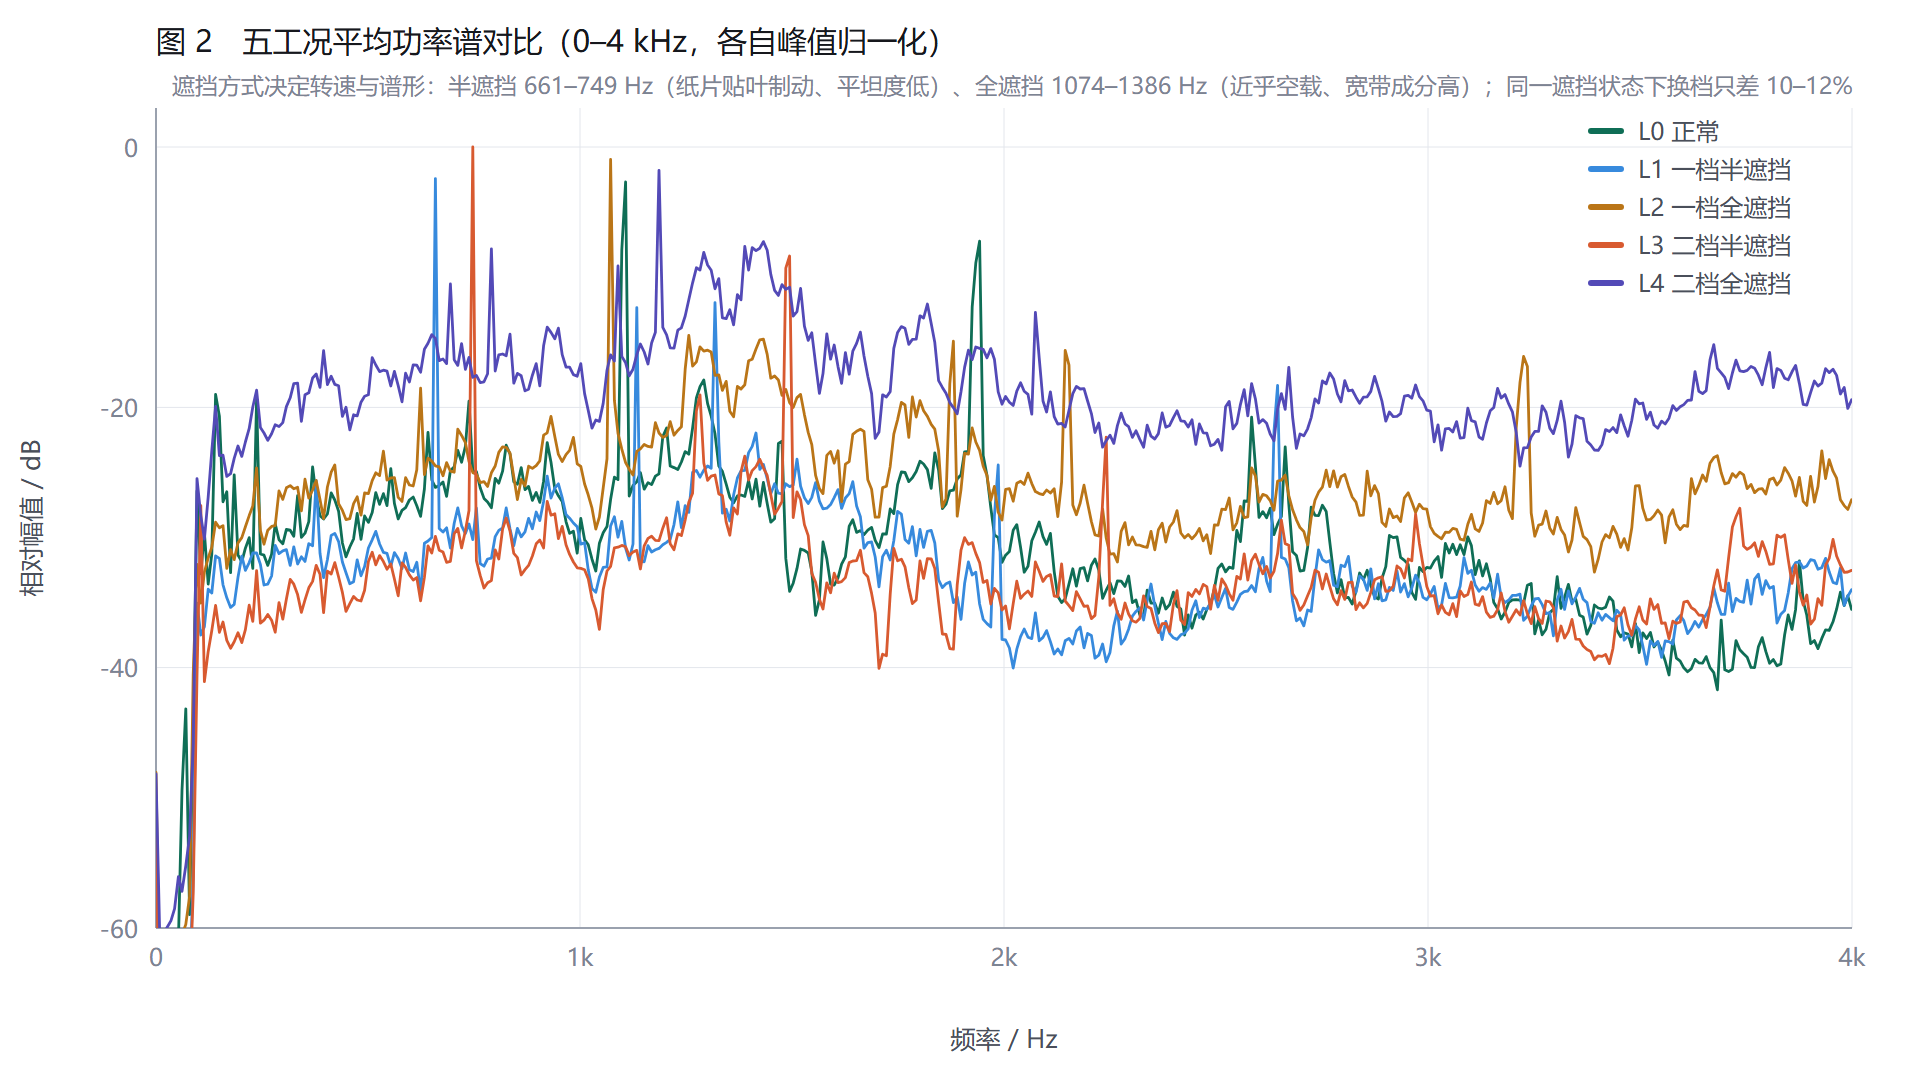 图 2　五工况平均功率谱对比（0–4 kHz，各自峰值归一化）
遮挡方式决定转速与谱形：半遮挡 661–749 Hz（纸片贴叶制动、平坦度低）、全遮挡 1074–1386 Hz（近乎空载、宽带成分高）；同一遮挡状态下换档只差 10–12%
L0 正常
L1 一档半遮挡
L2 一档全遮挡
L3 二档半遮挡
L4 二档全遮挡
0
-20
-40
-60
相对幅值 / dB
0
1k
2k
3k
4k
频率 / Hz